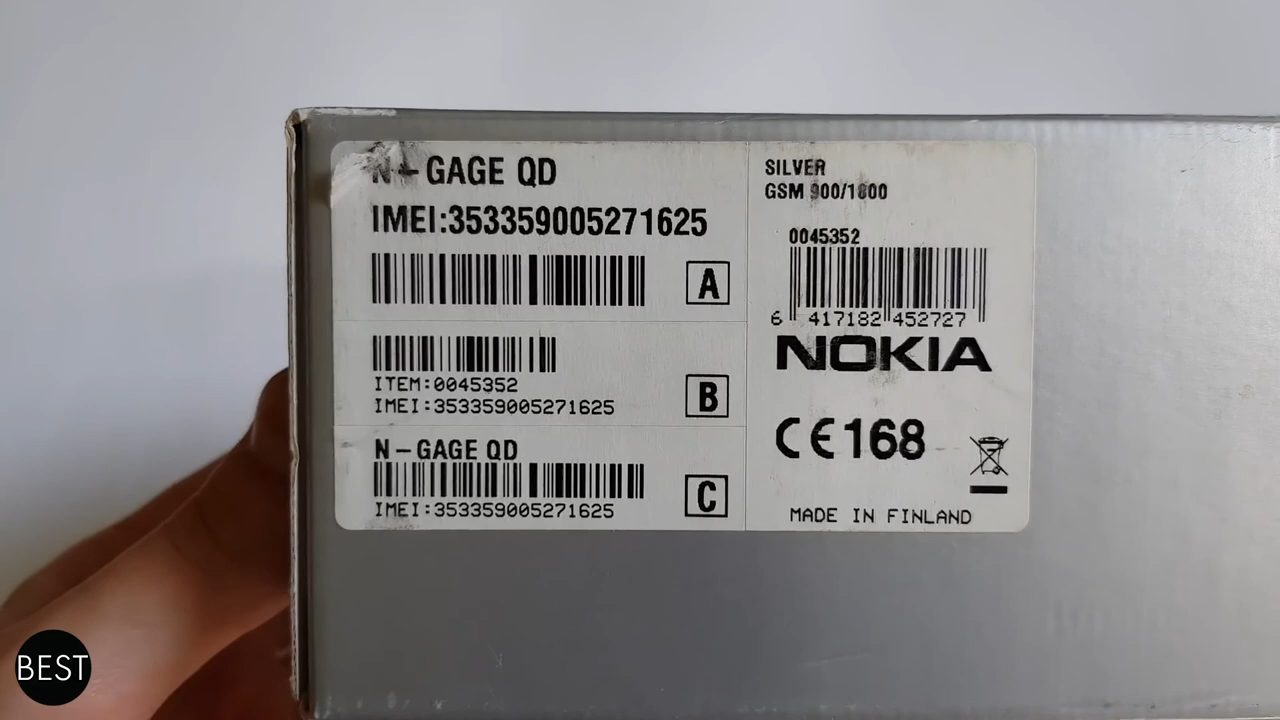 N-GAGE QD
IMEI:353359005271625
A
ITEM:0045352
IMEI:353359005271625
B
N-GAGE QD
IMEI:353359005271625
C
SILVER
GSM 900/1800
0045352
6 417182 452727
NOKIA
CE168
MADE IN FINLAND
BEST